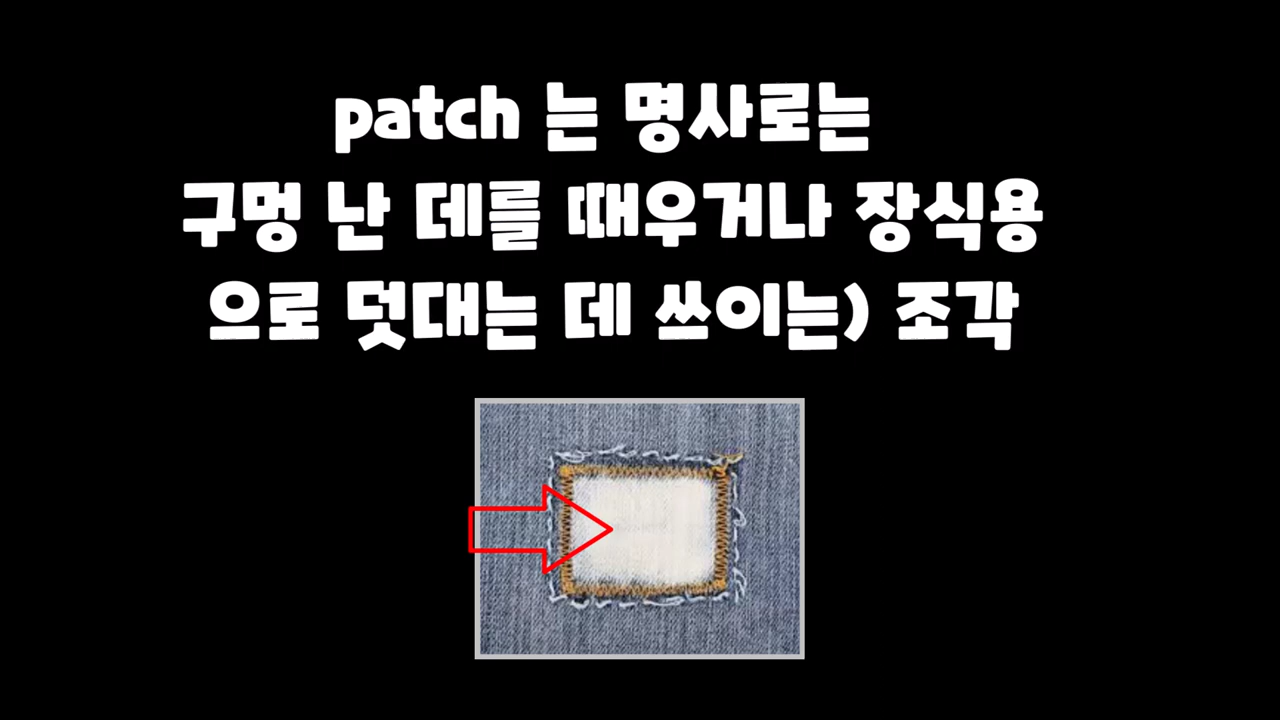 patch 는 명사로는
구멍 난 데를 때우거나 장식용
으로 덧대는 데 쓰이는) 조각